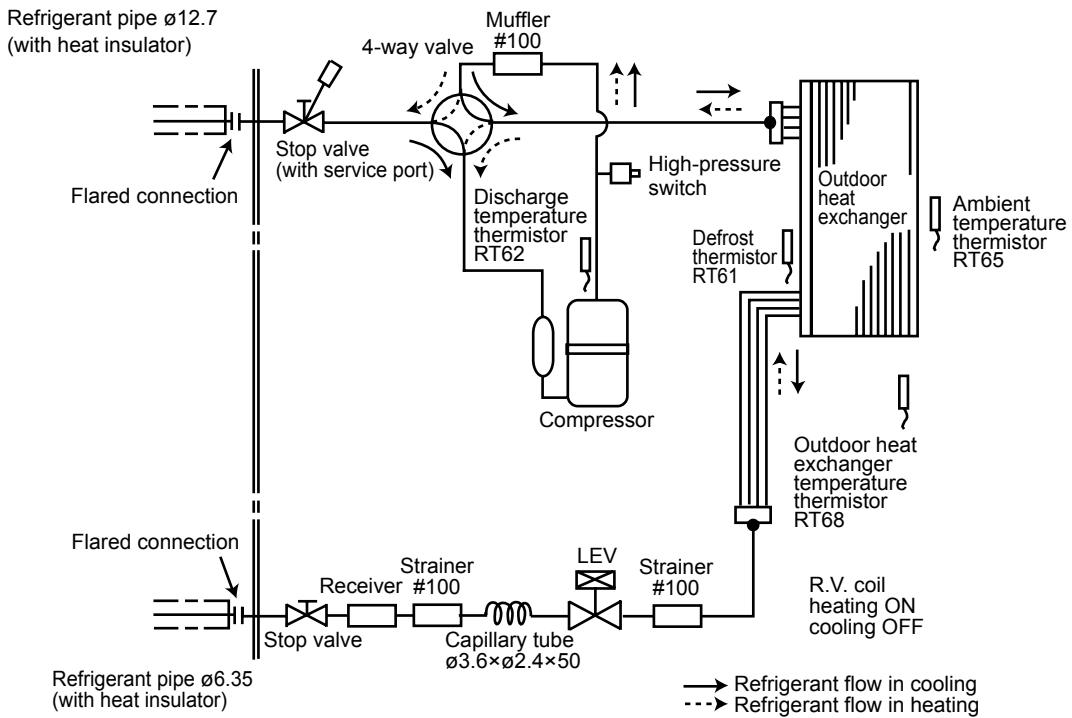 Refrigerant pipe ø12.7
(with heat insulator)
Muffler
#100
4-way valve
Stop valve
(with service port)
Flared connection
High-pressure
switch
Discharge
temperature
thermistor
RT62
Outdoor
heat
exchanger
Ambient
temperature
thermistor
RT65
Defrost
thermistor
RT61
Compressor
Outdoor heat
exchanger
temperature
thermistor
RT68
Flared connection
Stop valve
Receiver
Strainer
#100
Capillary tube
ø3.6×ø2.4×50
LEV
Strainer
#100
R.V. coil
heating ON
cooling OFF
Refrigerant pipe ø6.35
(with heat insulator)
Refrigerant flow in cooling
Refrigerant flow in heating